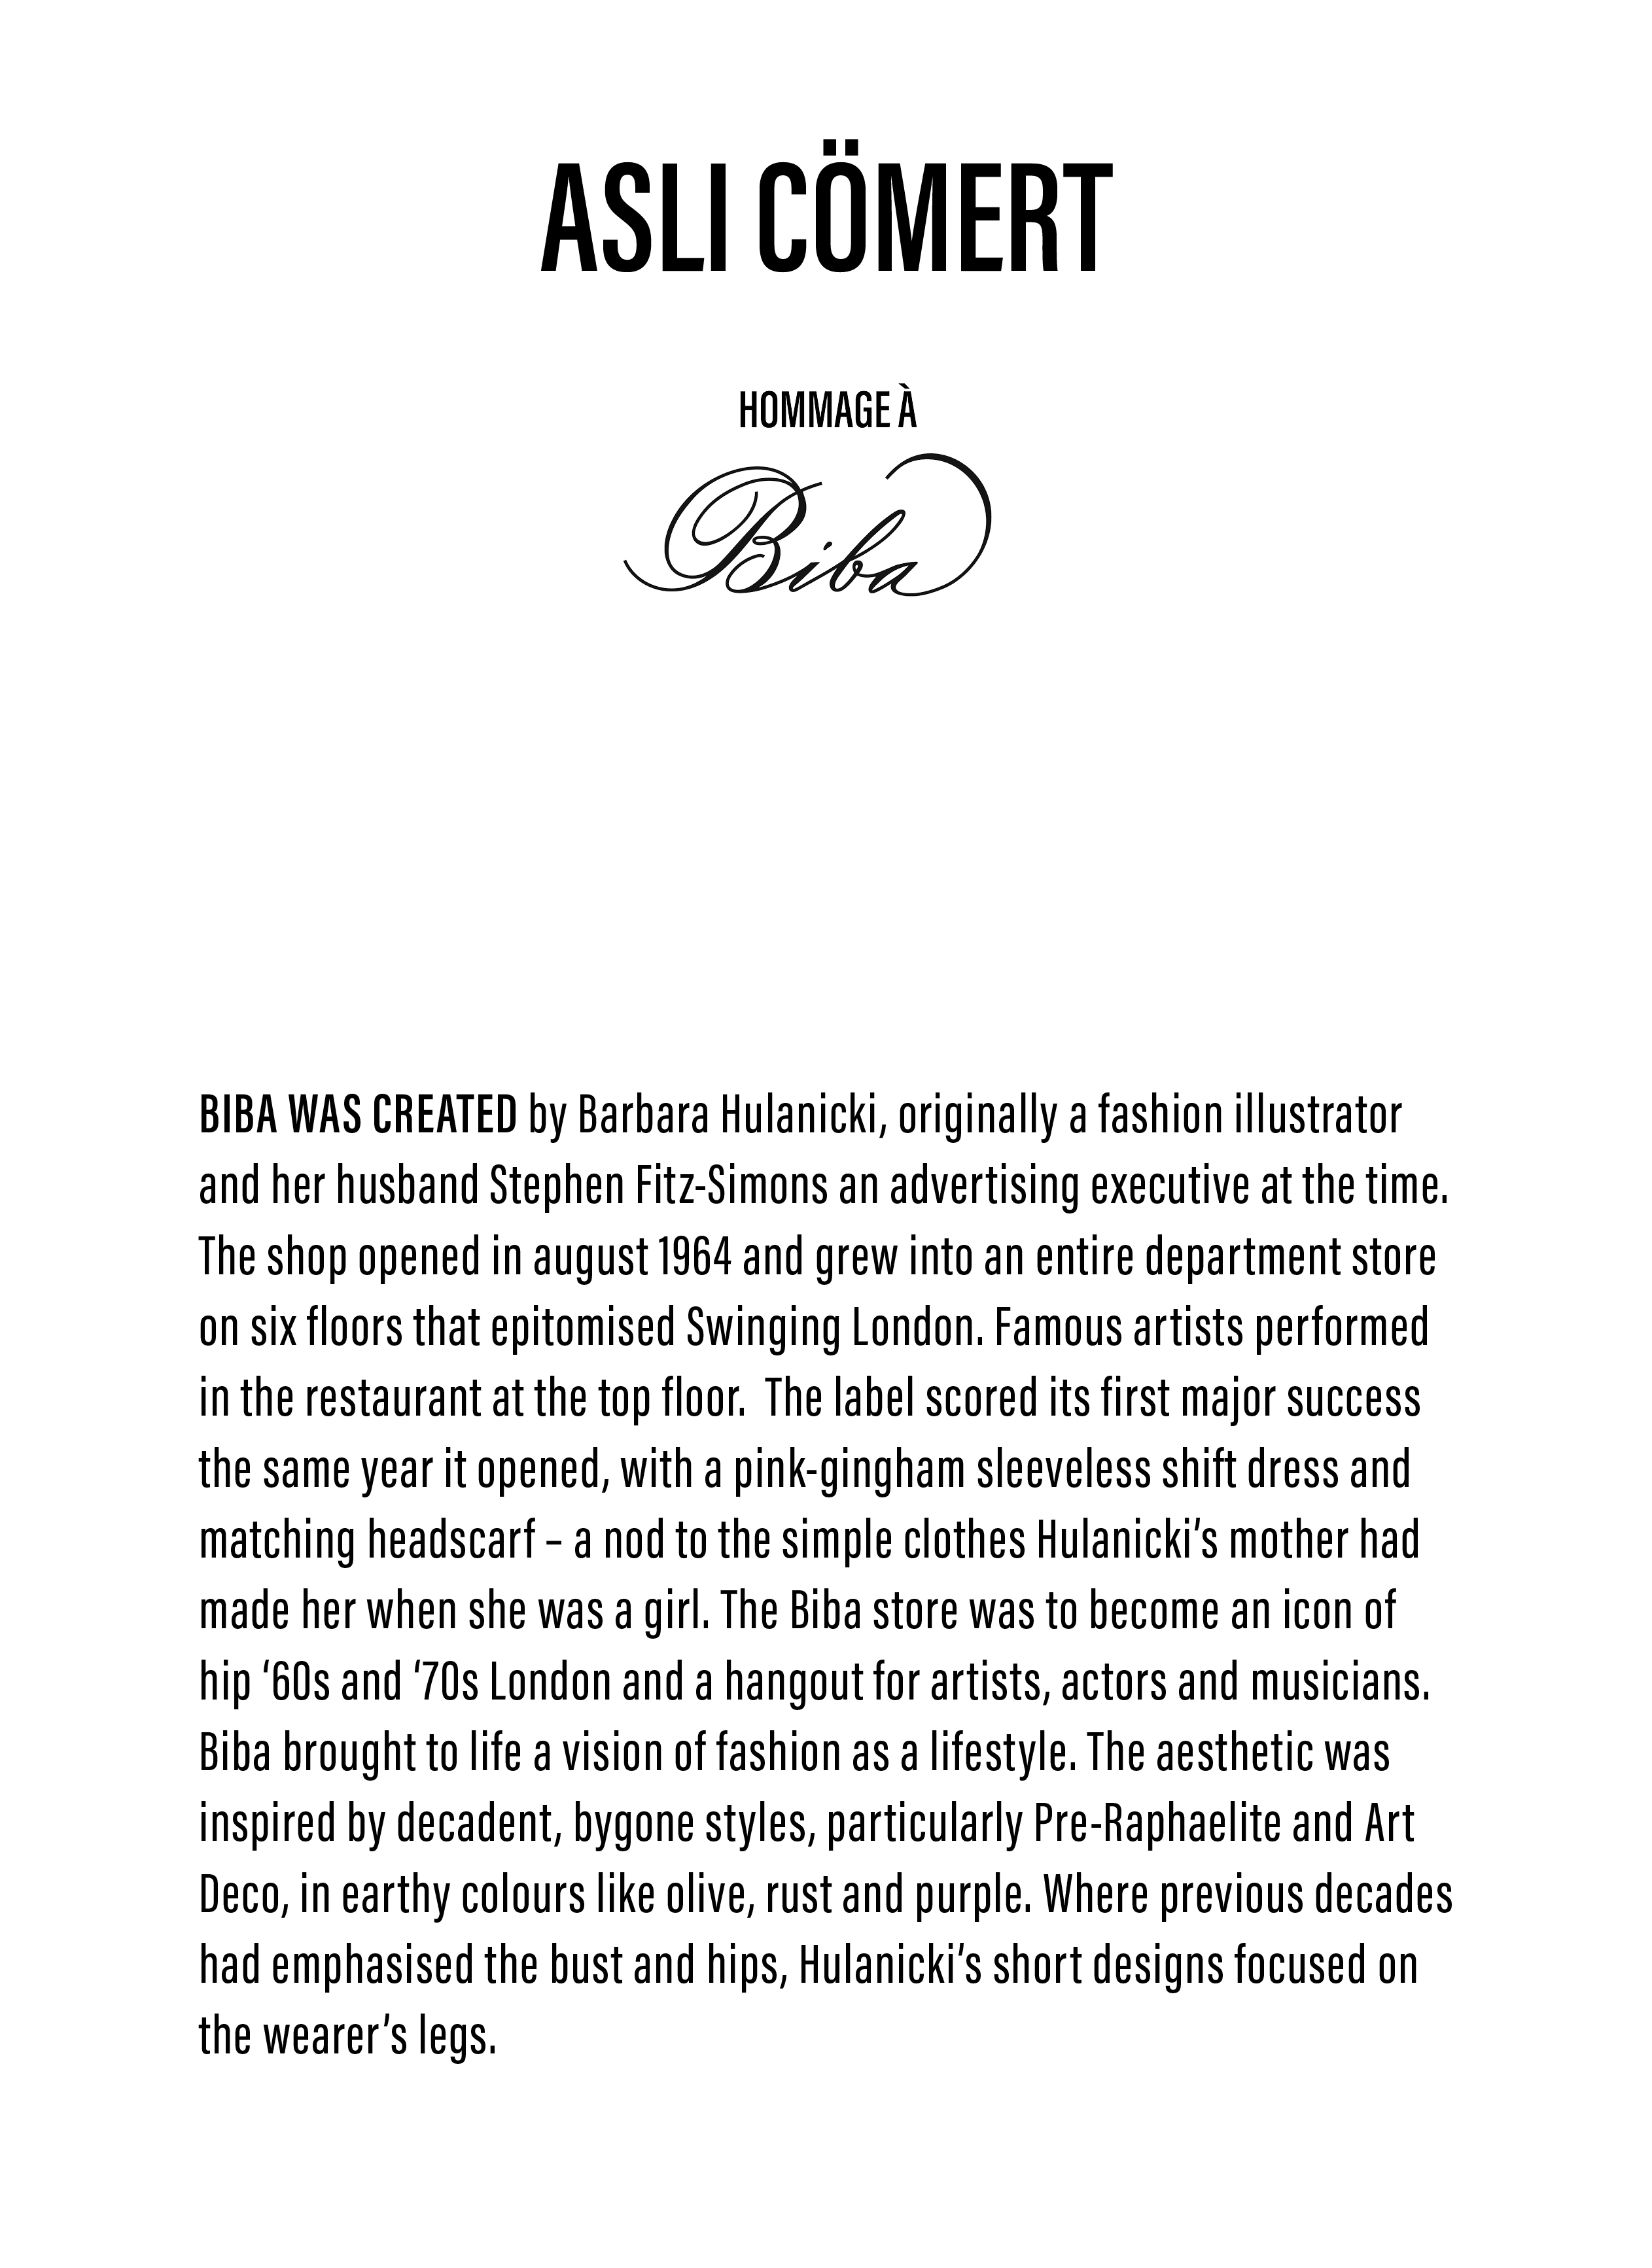 ASLI CÖMERT
HOMMAGE À
Biba
BIBA WAS CREATED by Barbara Hulanicki, originally a fashion illustrator
and her husband Stephen Fitz-Simons an advertising executive at the time.
The shop opened in august 1964 and grew into an entire department store
on six floors that epitomised Swinging London. Famous artists performed
in the restaurant at the top floor.  The label scored its first major success
the same year it opened, with a pink-gingham sleeveless shift dress and
matching headscarf – a nod to the simple clothes Hulanicki’s mother had
made her when she was a girl. The Biba store was to become an icon of
hip ‘60s and ‘70s London and a hangout for artists, actors and musicians.
Biba brought to life a vision of fashion as a lifestyle. The aesthetic was
inspired by decadent, bygone styles, particularly Pre-Raphaelite and Art
Deco, in earthy colours like olive, rust and purple. Where previous decades
had emphasised the bust and hips, Hulanicki’s short designs focused on
the wearer’s legs.